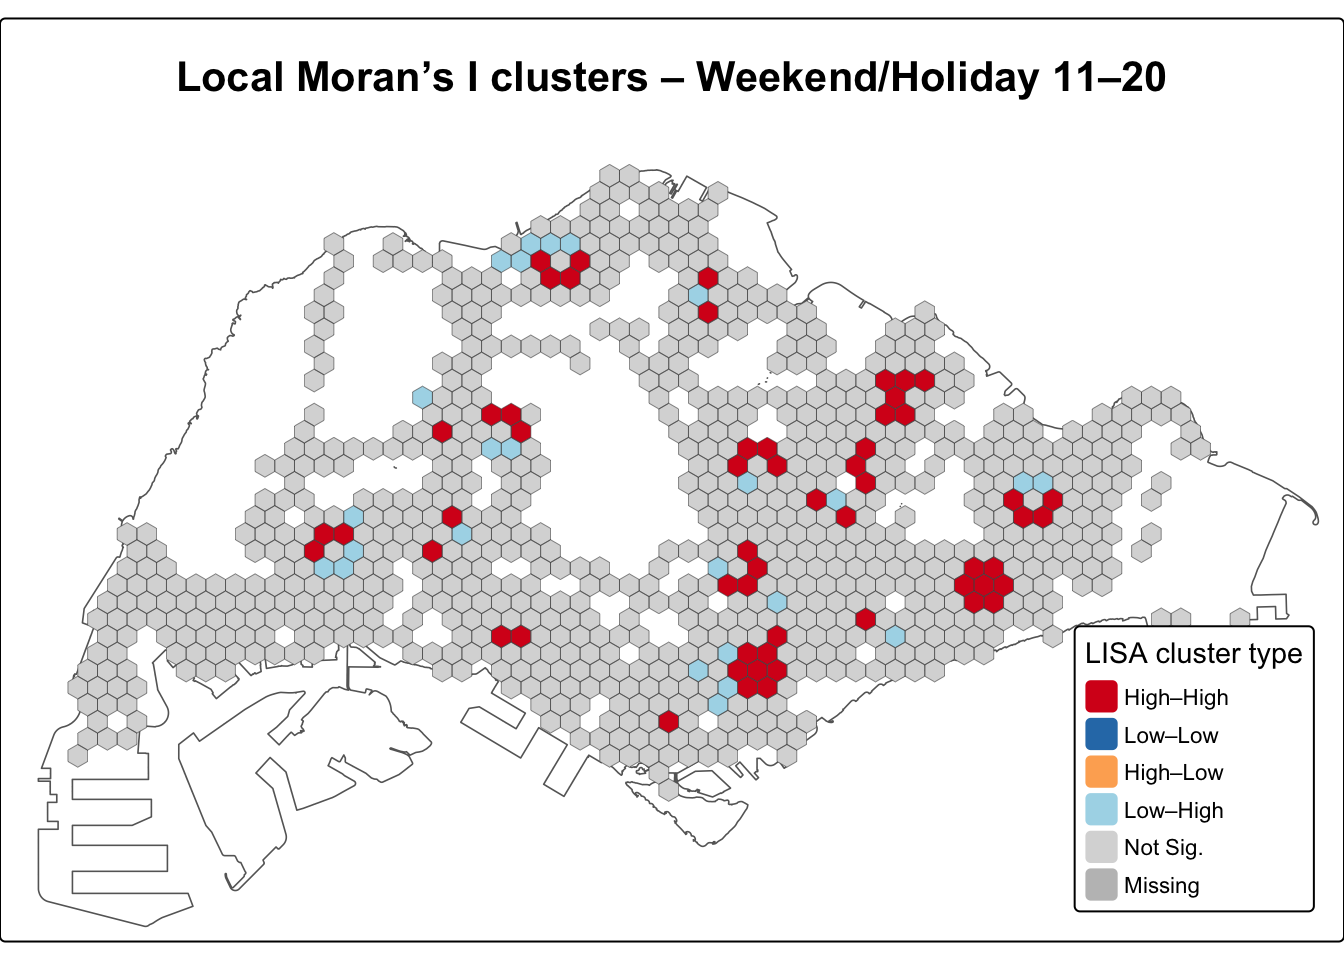 Local Moran’s I clusters – Weekend/Holiday 11–20
LISA cluster type
High–High
Low–Low
High–Low
Low–High
Not Sig.
Missing